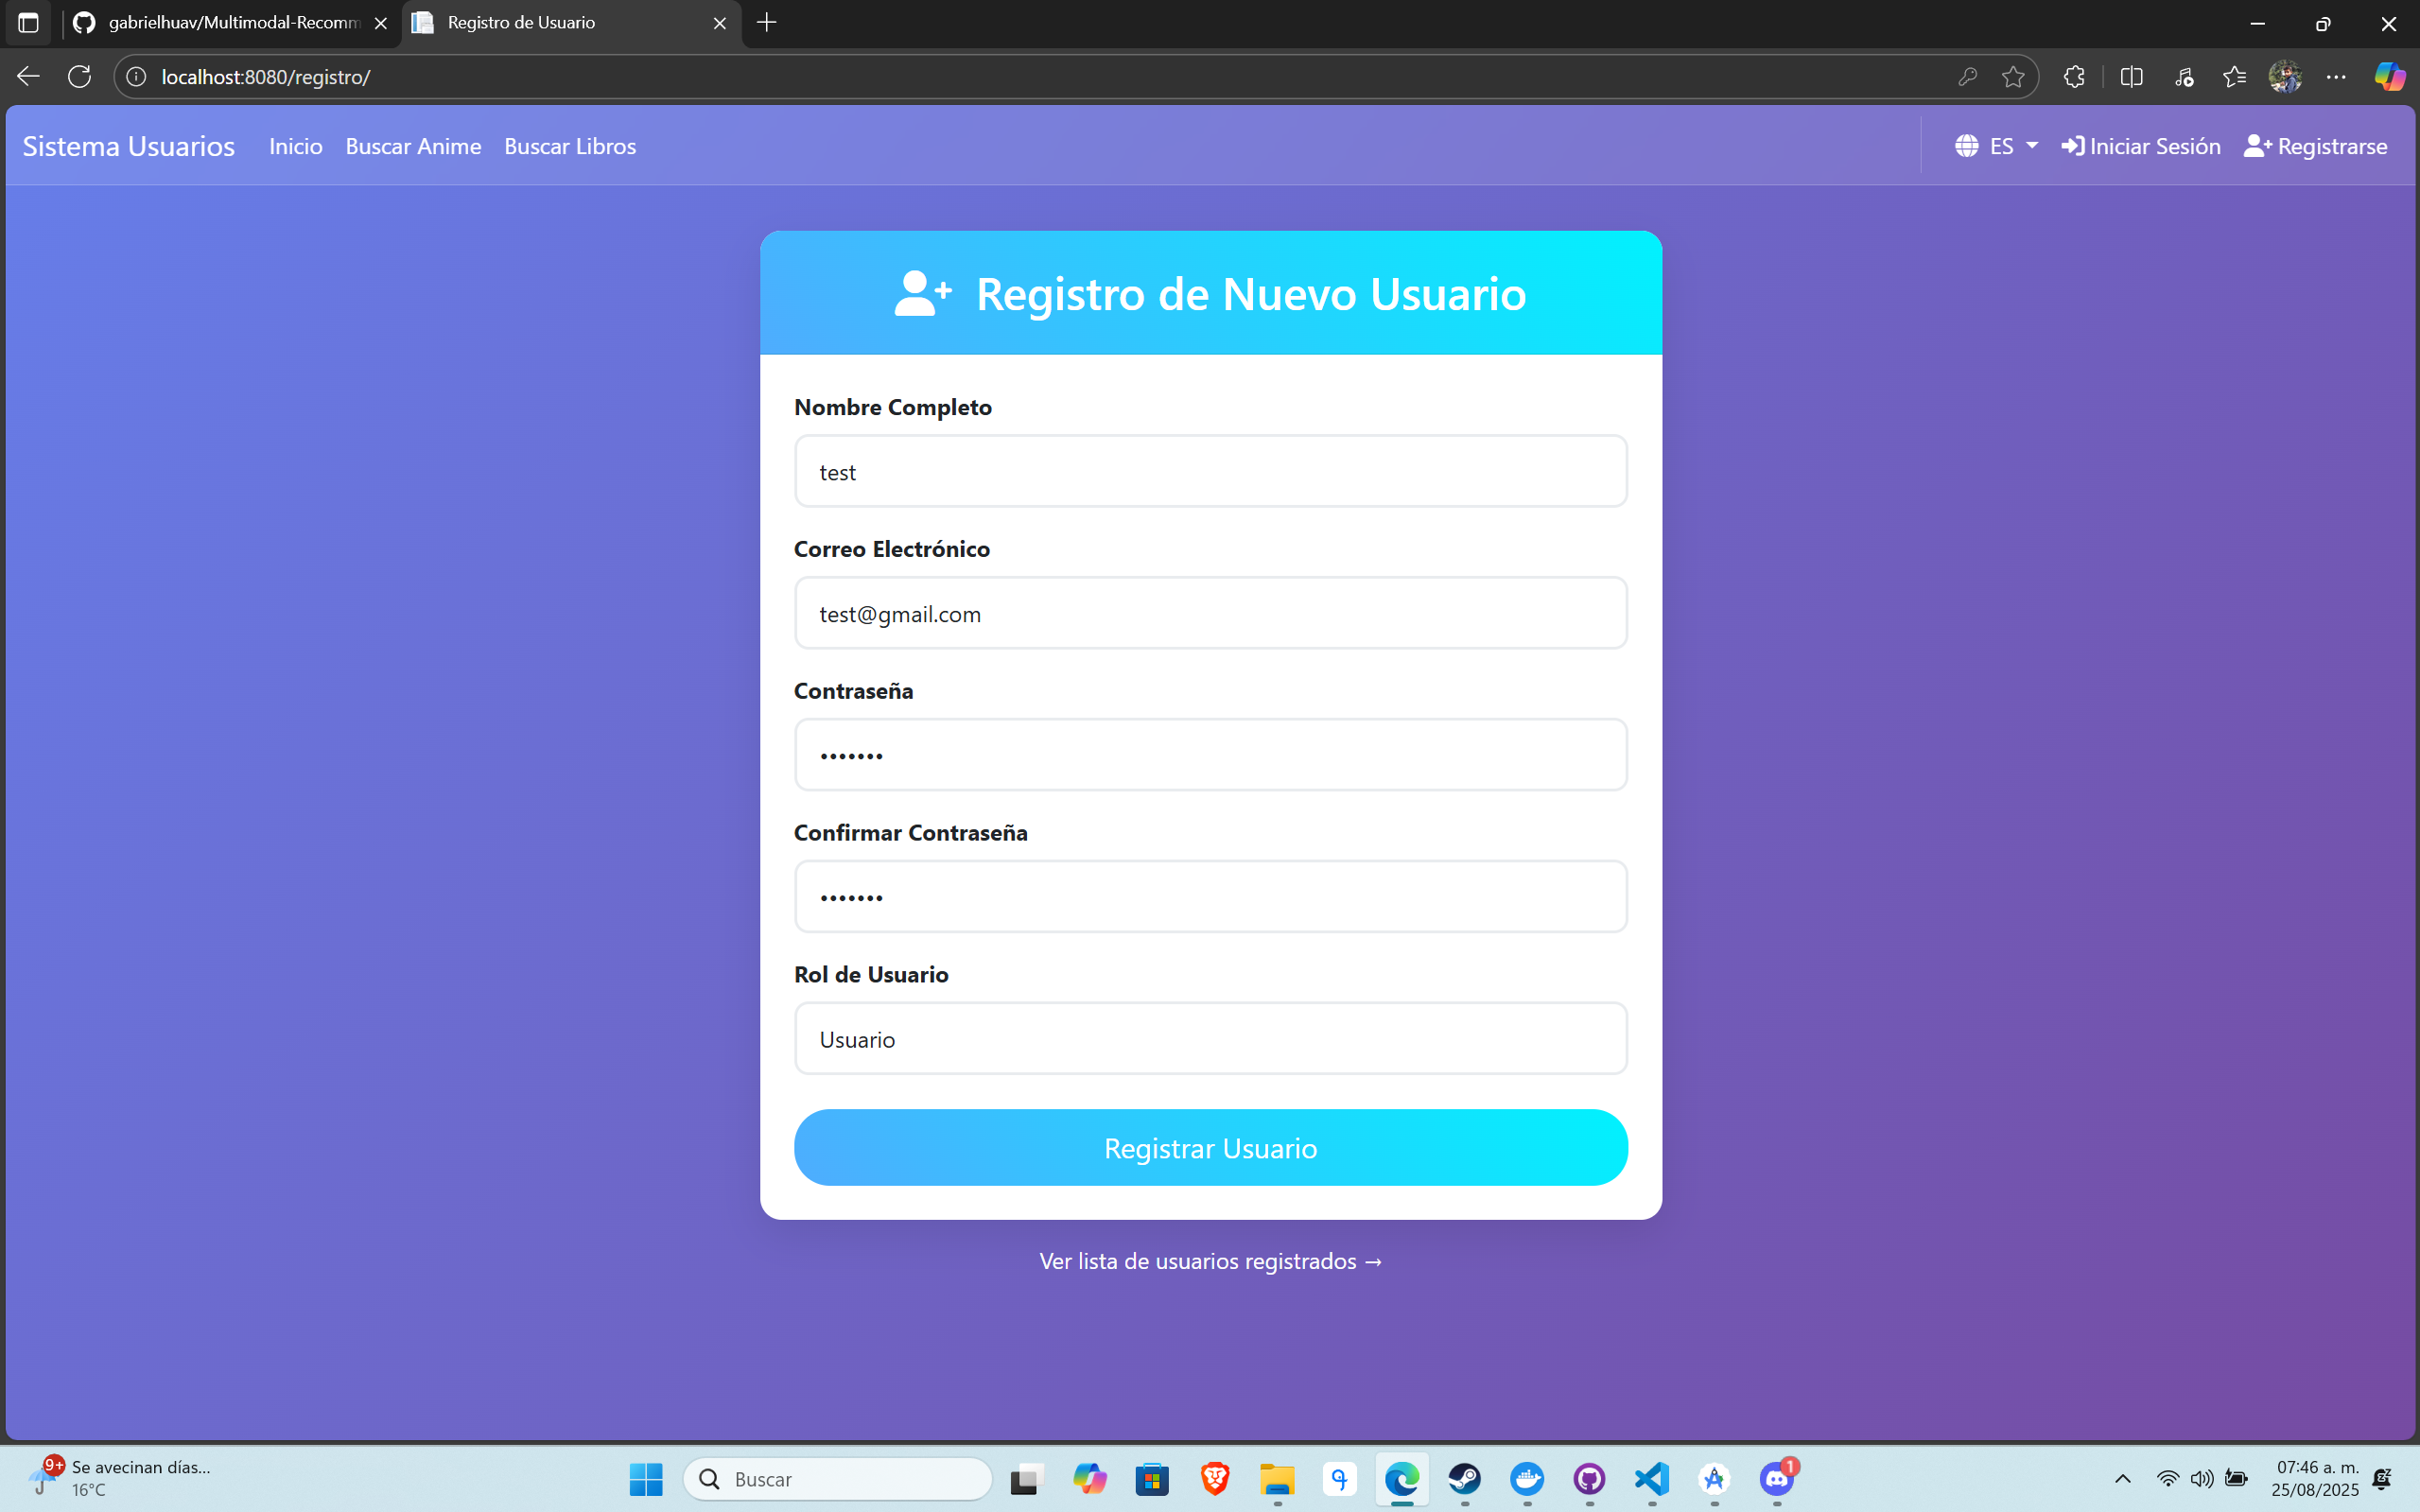 gabrielhuav/Multimodal-Recomm
Registro de Usuario
localhost:8080/registro/
Sistema Usuarios
Inicio
Buscar Anime
Buscar Libros
ES
Iniciar Sesión
Registrarse
Registro de Nuevo Usuario
Nombre Completo
test
Correo Electrónico
test@gmail.com
Contraseña
•••••••
Confirmar Contraseña
•••••••
Rol de Usuario
Usuario
Registrar Usuario
Ver lista de usuarios registrados →
9+
Se avecinan días...
16°C
Buscar
1
07:46 a. m.
25/08/2025